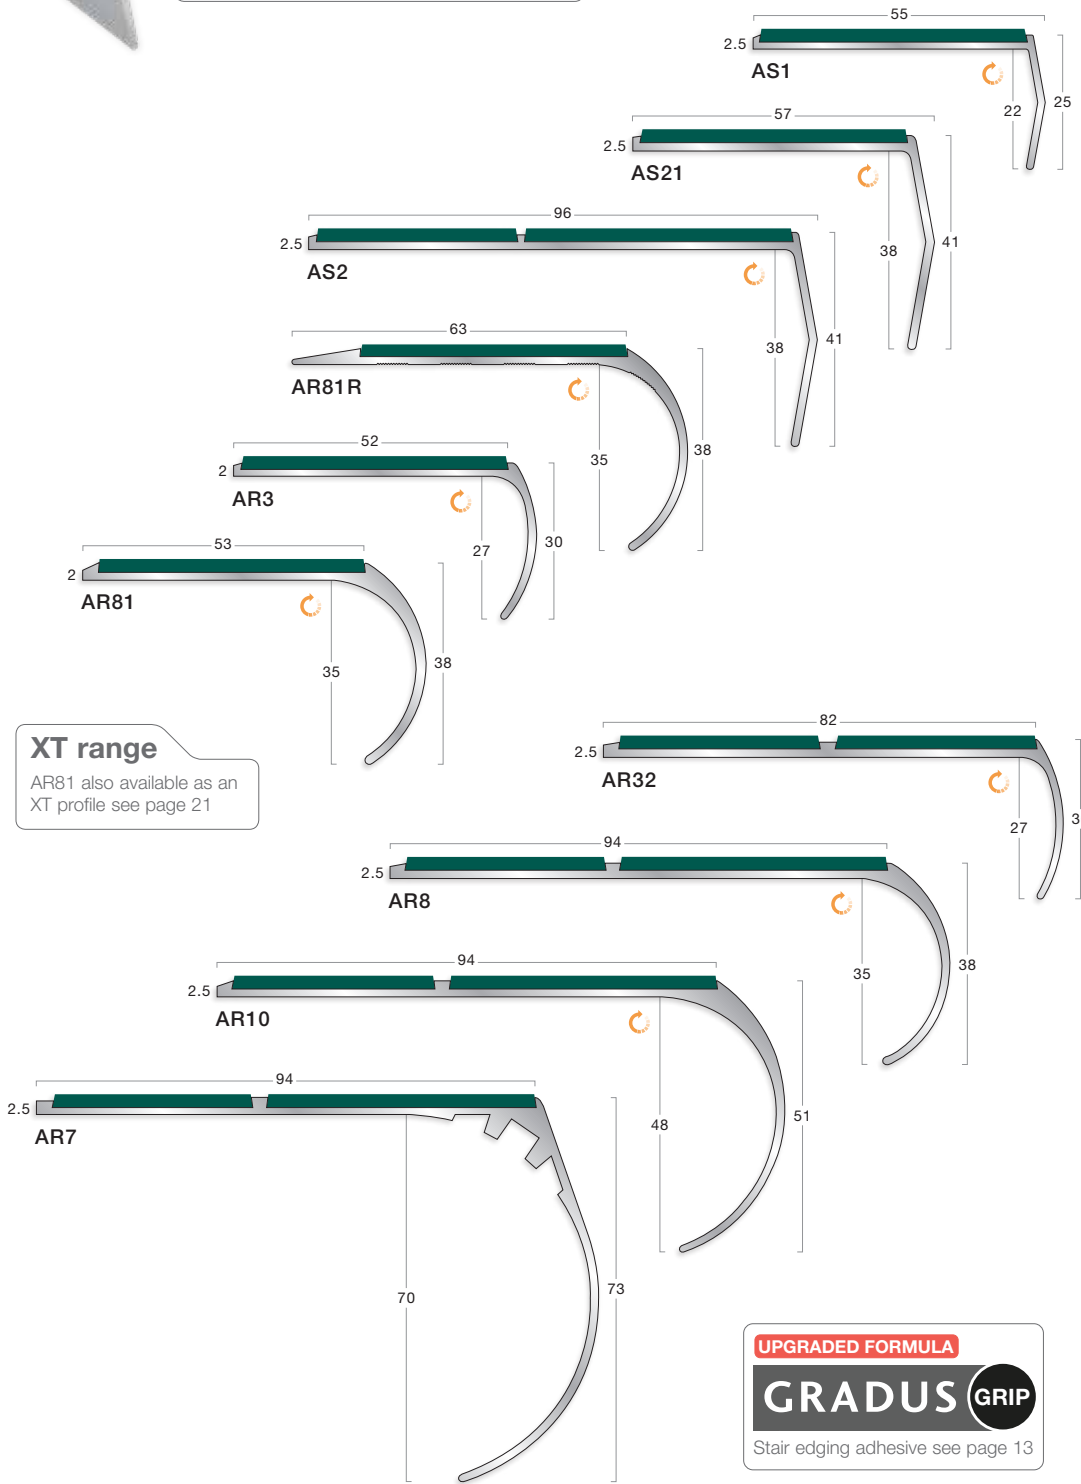 55
2.5
AS1
22
25
57
2.5
AS21
38
41
96
2.5
AS2
38
41
63
AR81R
35
38
52
2
AR3
27
30
53
2
AR81
35
38
XT range
AR81 also available as an
XT profile see page 21
82
2.5
AR32
27
3
94
2.5
AR8
35
38
94
2.5
AR10
48
51
94
2.5
AR7
70
73
UPGRADED FORMULA
GRADUS GRIP
Stair edging adhesive see page 13